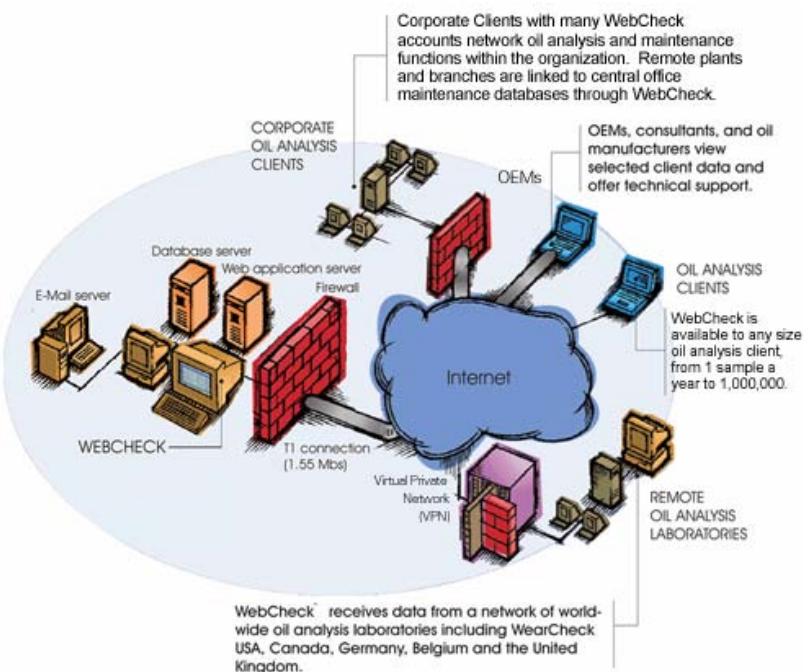 Corporate Clients with many WebCheck
accounts network oil analysis and maintenance
functions within the organization. Remote plants
and branches are linked to central office
maintenance databases through WebCheck.
CORPORATE
OIL ANALYSIS
CLIENTS
OEMs
OEMs, consultants, and oil
manufacturers view
selected client data and
offer technical support.
Database server
Web application server
Firewall
E-Mail server
OIL ANALYSIS
CLIENTS
WebCheck is
available to any size
oil analysis client,
from 1 sample a
year to 1,000,000.
Internet
WEBCHECK
T1 connection
(1.55 Mbs)
Virtual Private
Network
(VPN)
REMOTE
OIL ANALYSIS
LABORATORIES
WebCheck receives data from a network of world-
wide oil analysis laboratories including WearCheck
USA, Canada, Germany, Belgium and the United
Kingdom.